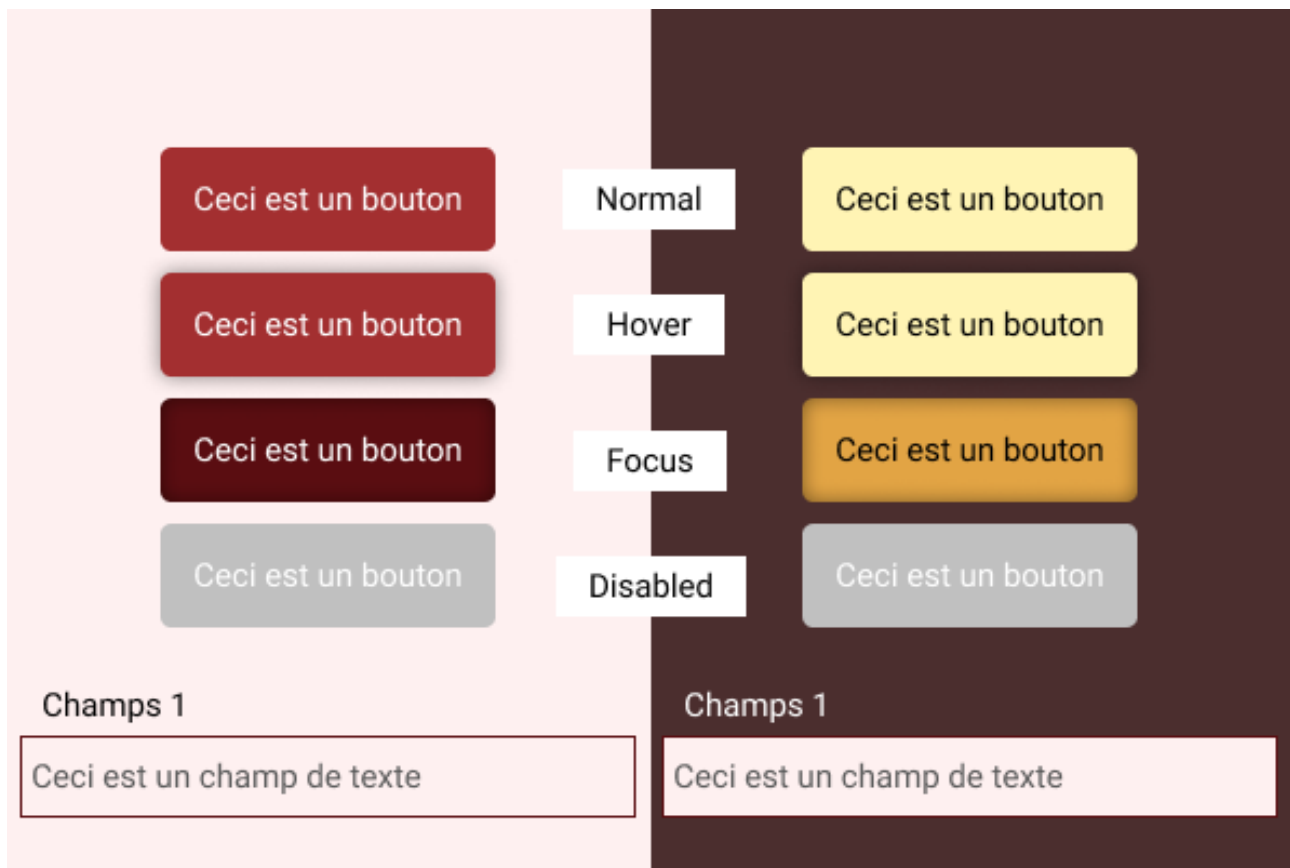 Ceci est un bouton
Normal
Ceci est un bouton
Ceci est un bouton
Hover
Ceci est un bouton
Ceci est un bouton
Focus
Ceci est un bouton
Ceci est un bouton
Disabled
Ceci est un bouton
Champs 1
Champs 1
Ceci est un champ de texte
Ceci est un champ de texte